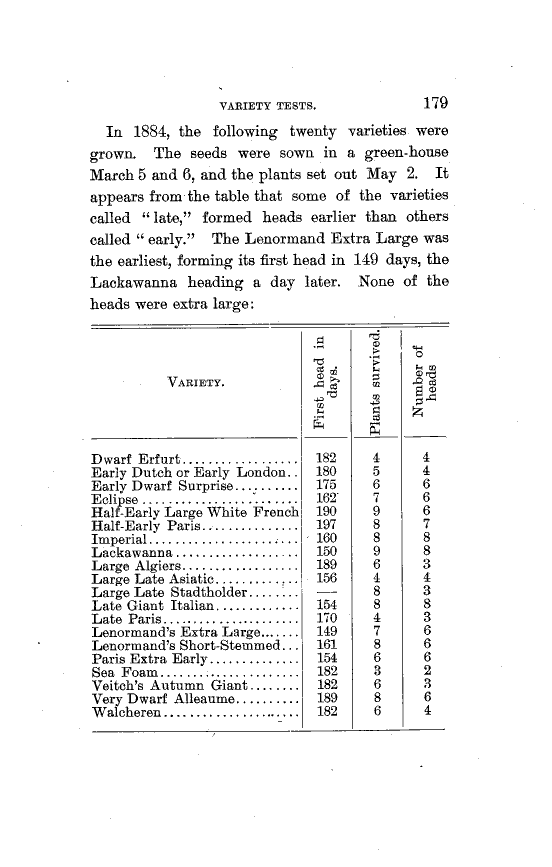 VARIETY TESTS. 179
In 1884, the following twenty varieties were
grown. The seeds were sown in a green-house
March 5 and 6, and the plants set out May 2. It
appears from the table that some of the varieties
called “late,” formed heads earlier than others
called “early.” The Lenormand Extra Large was
the earliest, forming its first head in 149 days, the
Lackawanna heading a day later. None of the
heads were extra large:
VARIETY. First head in days. Plants survived. Number of heads
Dwarf Erfurt................. 182 4 4
Early Dutch or Early London.. 180 5 4
Early Dwarf Surprise.......... 175 6 6
Eclipse ....................... 162 7 6
Half-Early Large White French 190 9 6
Half-Early Paris............... 197 8 7
Imperial....................... 160 8 8
Lackawanna................... 150 9 8
Large Algiers.................. 189 6 3
Large Late Asiatic............. 156 4 4
Large Late Stadtholder........ — 8 3
Late Giant Italian............. 154 8 8
Late Paris..................... 170 4 3
Lenormand's Extra Large....... 149 7 6
Lenormand's Short-Stemmed... 161 8 6
Paris Extra Early.............. 154 6 6
Sea Foam...................... 182 3 2
Veitch's Autumn Giant........ 182 6 3
Very Dwarf Alleaume.......... 189 8 6
Walcheren..................... 182 6 4